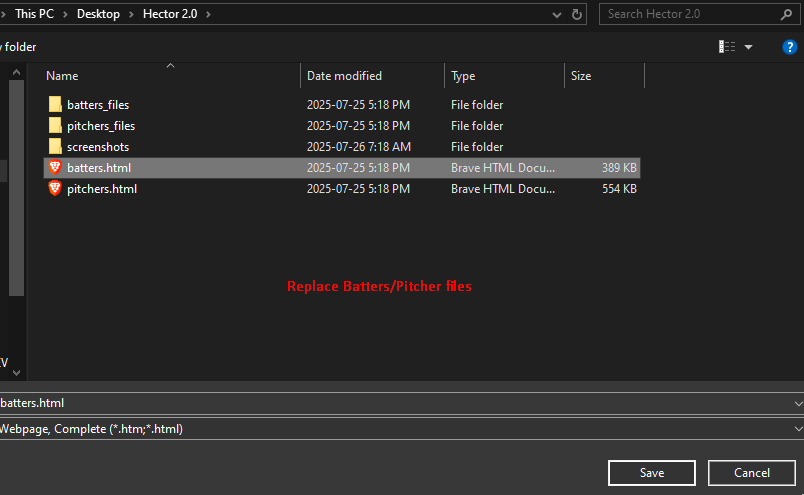 This PC > Desktop > Hector 2.0 >
Search Hector 2.0
folder
?
Name Date modified Type Size
batters_files 2025-07-25 5:18 PM File folder
pitchers_files 2025-07-25 5:18 PM File folder
screenshots 2025-07-26 7:18 AM File folder
batters.html 2025-07-25 5:18 PM Brave HTML Docu... 389 KB
pitchers.html 2025-07-25 5:18 PM Brave HTML Docu... 554 KB
Replace Batters/Pitcher files
batters.html
Webpage, Complete (*.htm;*.html)
Save Cancel